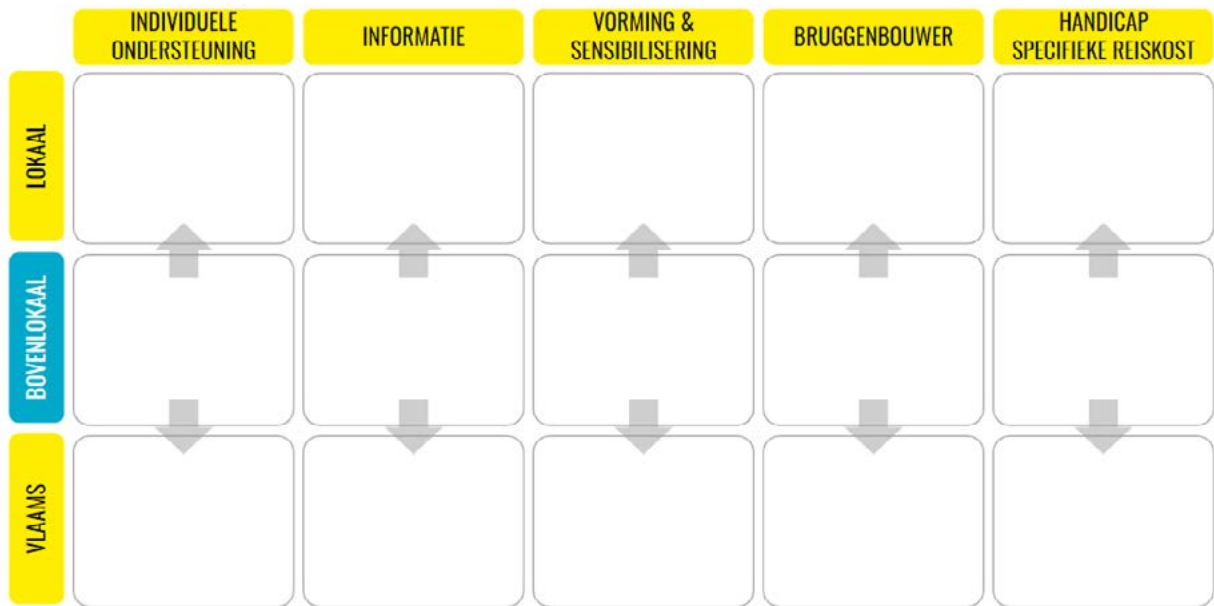 INDIVIDUELE
ONDERSTEUNING
INFORMATIE
VORMING &
SENSIBILISERING
BRUGGENBOUWER
HANDICAP
SPECIFIEKE REISKOST
LOKAAL
BOVENLOKAAL
VLAAMS